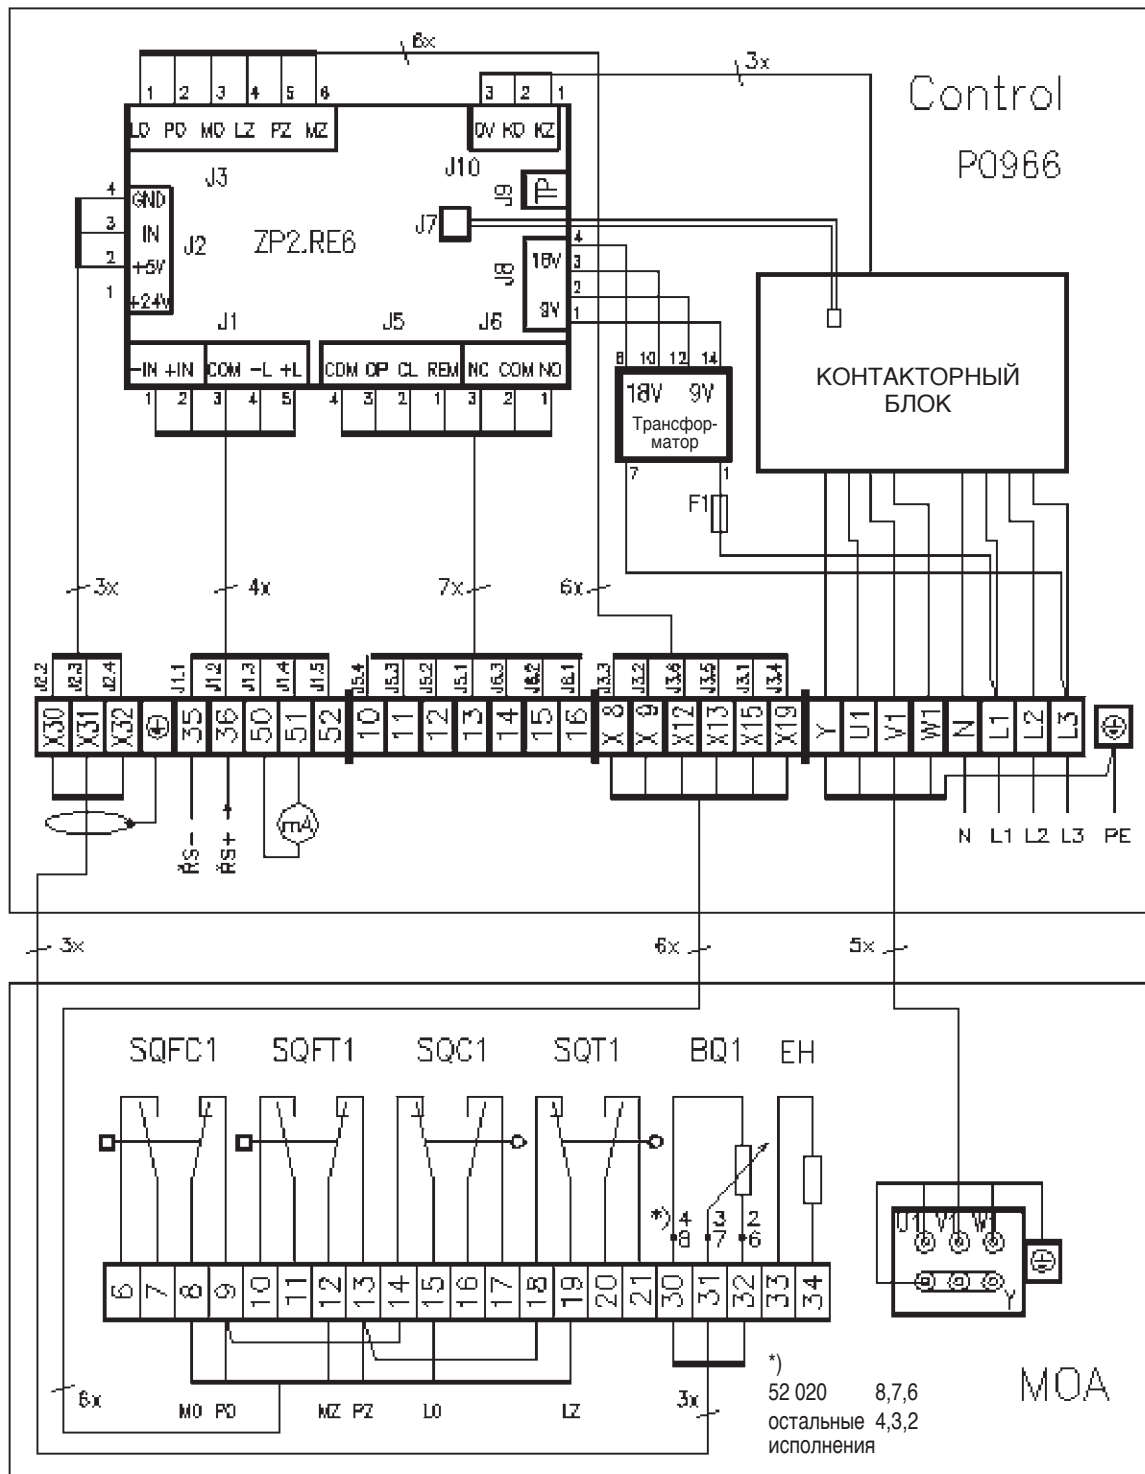 6x
3x
Control
P0966
1 2 3 4 5 6
3 2 1
LO PO MO LZ PZ MZ
0V KO KZ
J3
J10
J9
TP
4 GND
3 IN
2 +5V
1 +24V
J2
ZP2.RE6
J7
J8
18V
9V
4
3
2
1
J1
J5
J6
-IN +IN COM -L +L
COM OP CL REM NC COM NO
1 2 3 4 5
4 3 2 1 3 2 1
8 10 12 14
18V 9V
Трансфор-
матор
7 1
F1
КОНТАКТОРНЫЙ
БЛОК
3x
4x
7x
6x
J2.2 J2.3 J2.4 J1.1 J1.2 J1.3 J1.4 J1.5 J5.4 J5.3 J5.2 J5.1 J6.3 J6.2 J6.1 J3.3 J3.2 J3.6 J3.5 J3.1 J3.4
X30 X31 X32 35 36 50 51 52 10 11 12 13 14 15 16 X8 X9 X12 X13 X15 X19 Y U1 V1 W1 N L1 L2 L3
mA
RS-
RS+
N L1 L2 L3 PE
3x
6x
5x
SQFC1 SQFT1 SQC1 SQT1 BQ1 EH
*) 4 3 2
8 7 6
U1 V1 W1
Y
6 7 8 9 10 11 12 13 14 15 16 17 18 19 20 21 30 31 32 33 34
6x
MO PO MZ PZ LO LZ
3x
*)
52 020 8,7,6
остальные 4,3,2
исполнения
MOA